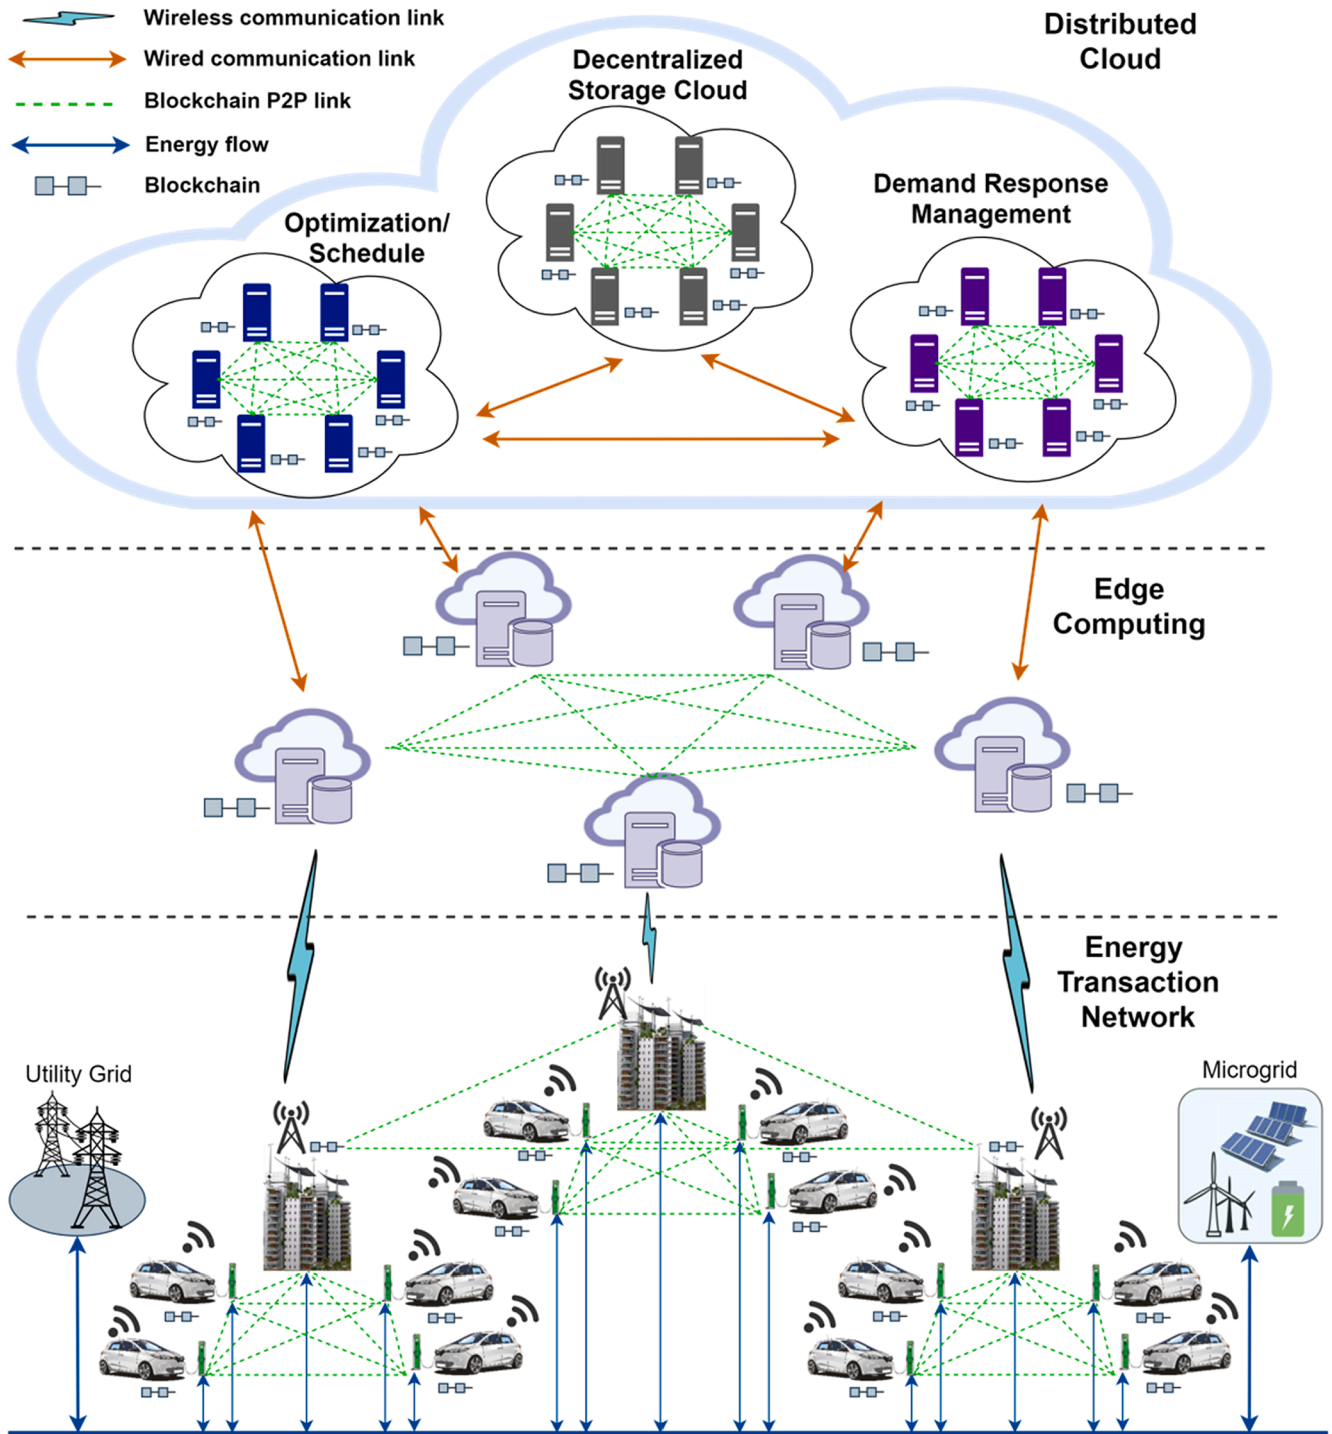 Wireless communication link
Wired communication link
Blockchain P2P link
Energy flow
Blockchain
Distributed
Cloud
Decentralized
Storage Cloud
Optimization/
Schedule
Demand Response
Management
Edge
Computing
Energy
Transaction
Network
Utility Grid
Microgrid